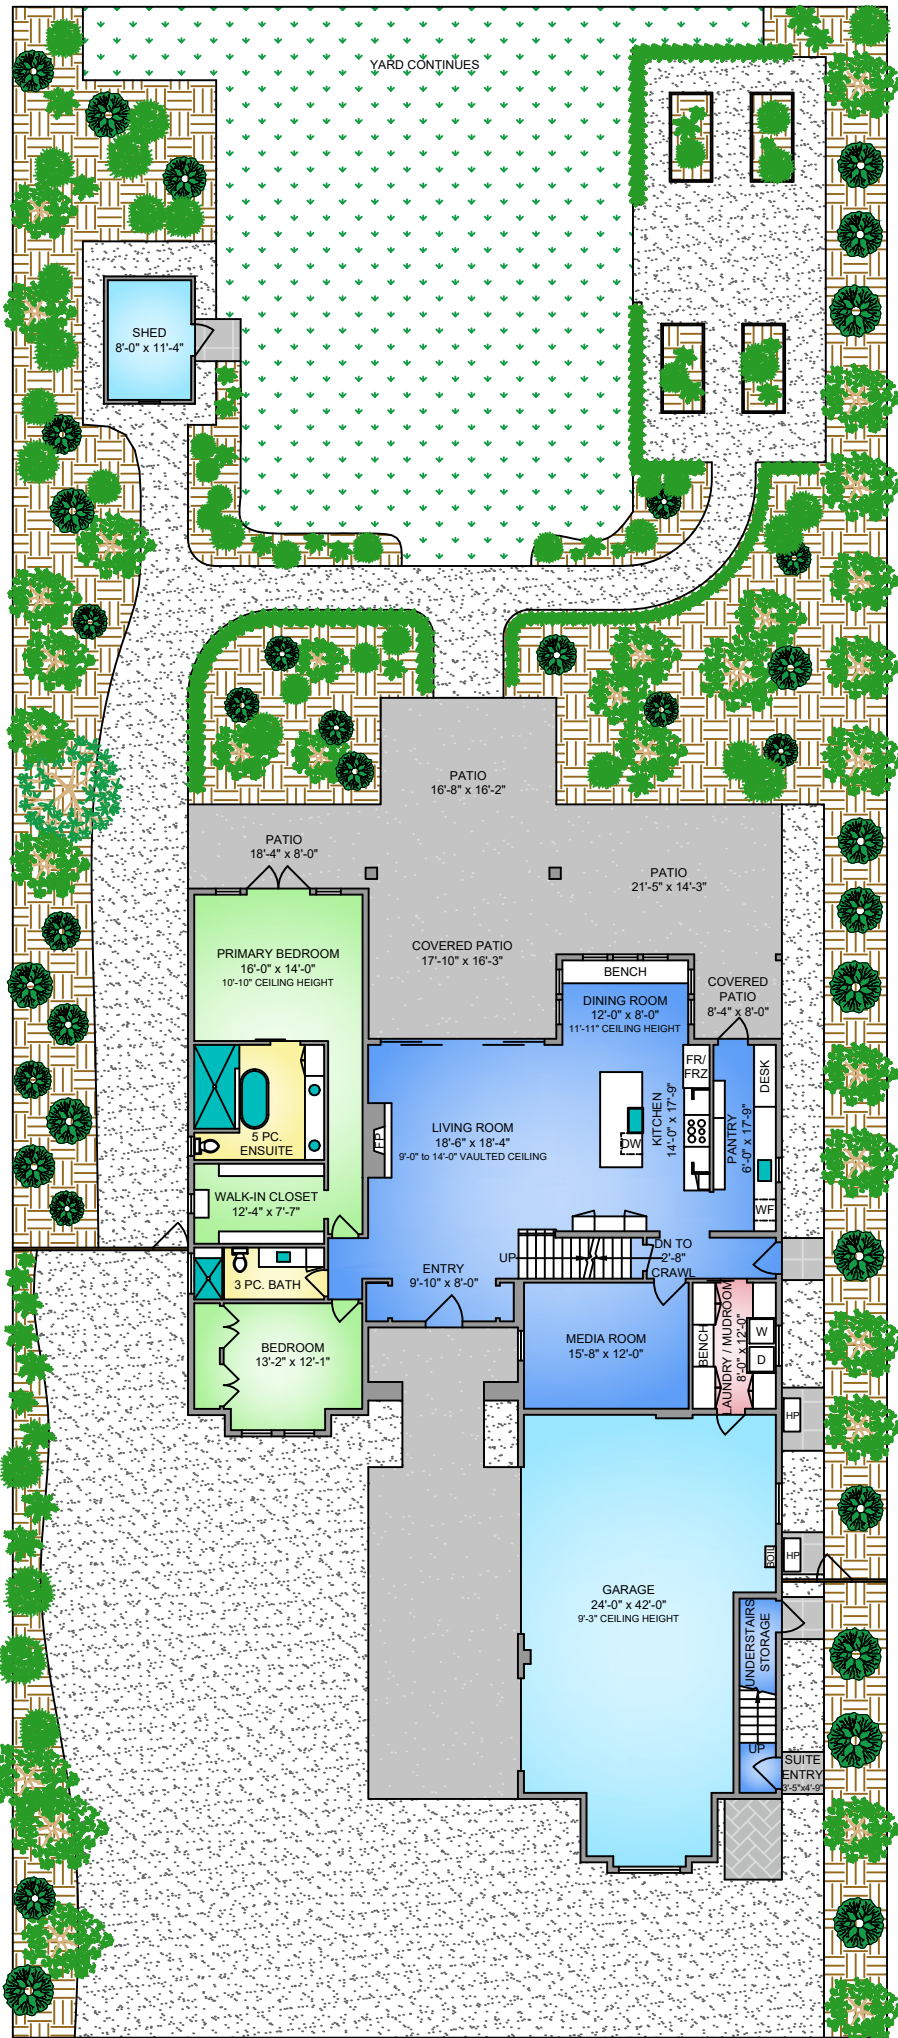 YARD CONTINUES
SHED
8'-0" x 11'-4"
PATIO
16'-8" x 16'-2"
PATIO
18'-4" x 8'-0"
PATIO
21'-5" x 14'-3"
COVERED PATIO
17'-10" x 16'-3"
PRIMARY BEDROOM
16'-0" x 14'-0"
10'-10" CEILING HEIGHT
BENCH
DINING ROOM
12'-0" x 8'-0"
11'-11" CEILING HEIGHT
COVERED
PATIO
8'-4" x 8'-0"
FR/
FRZ
DESK
KITCHEN
14'-0" x 17'-9"
DW
PANTRY
6'-0" x 17'-9"
WF
LIVING ROOM
18'-6" x 18'-4"
9'-0" to 14'-0" VAULTED CEILING
FP
5 PC.
ENSUITE
WALK-IN CLOSET
12'-4" x 7'-7"
3 PC. BATH
ENTRY
9'-10" x 8'-0"
UP
DN TO
2'-8"
CRAWL
BEDROOM
13'-2" x 12'-1"
MEDIA ROOM
15'-8" x 12'-0"
BENCH
LAUNDRY / MUDROOM
8'-0" x 12'-0"
W
D
HP
HP
BOIL
GARAGE
24'-0" x 42'-0"
9'-3" CEILING HEIGHT
UNDERSTAIRS
STORAGE
UP
SUITE
ENTRY
3'-5"x4'-9"